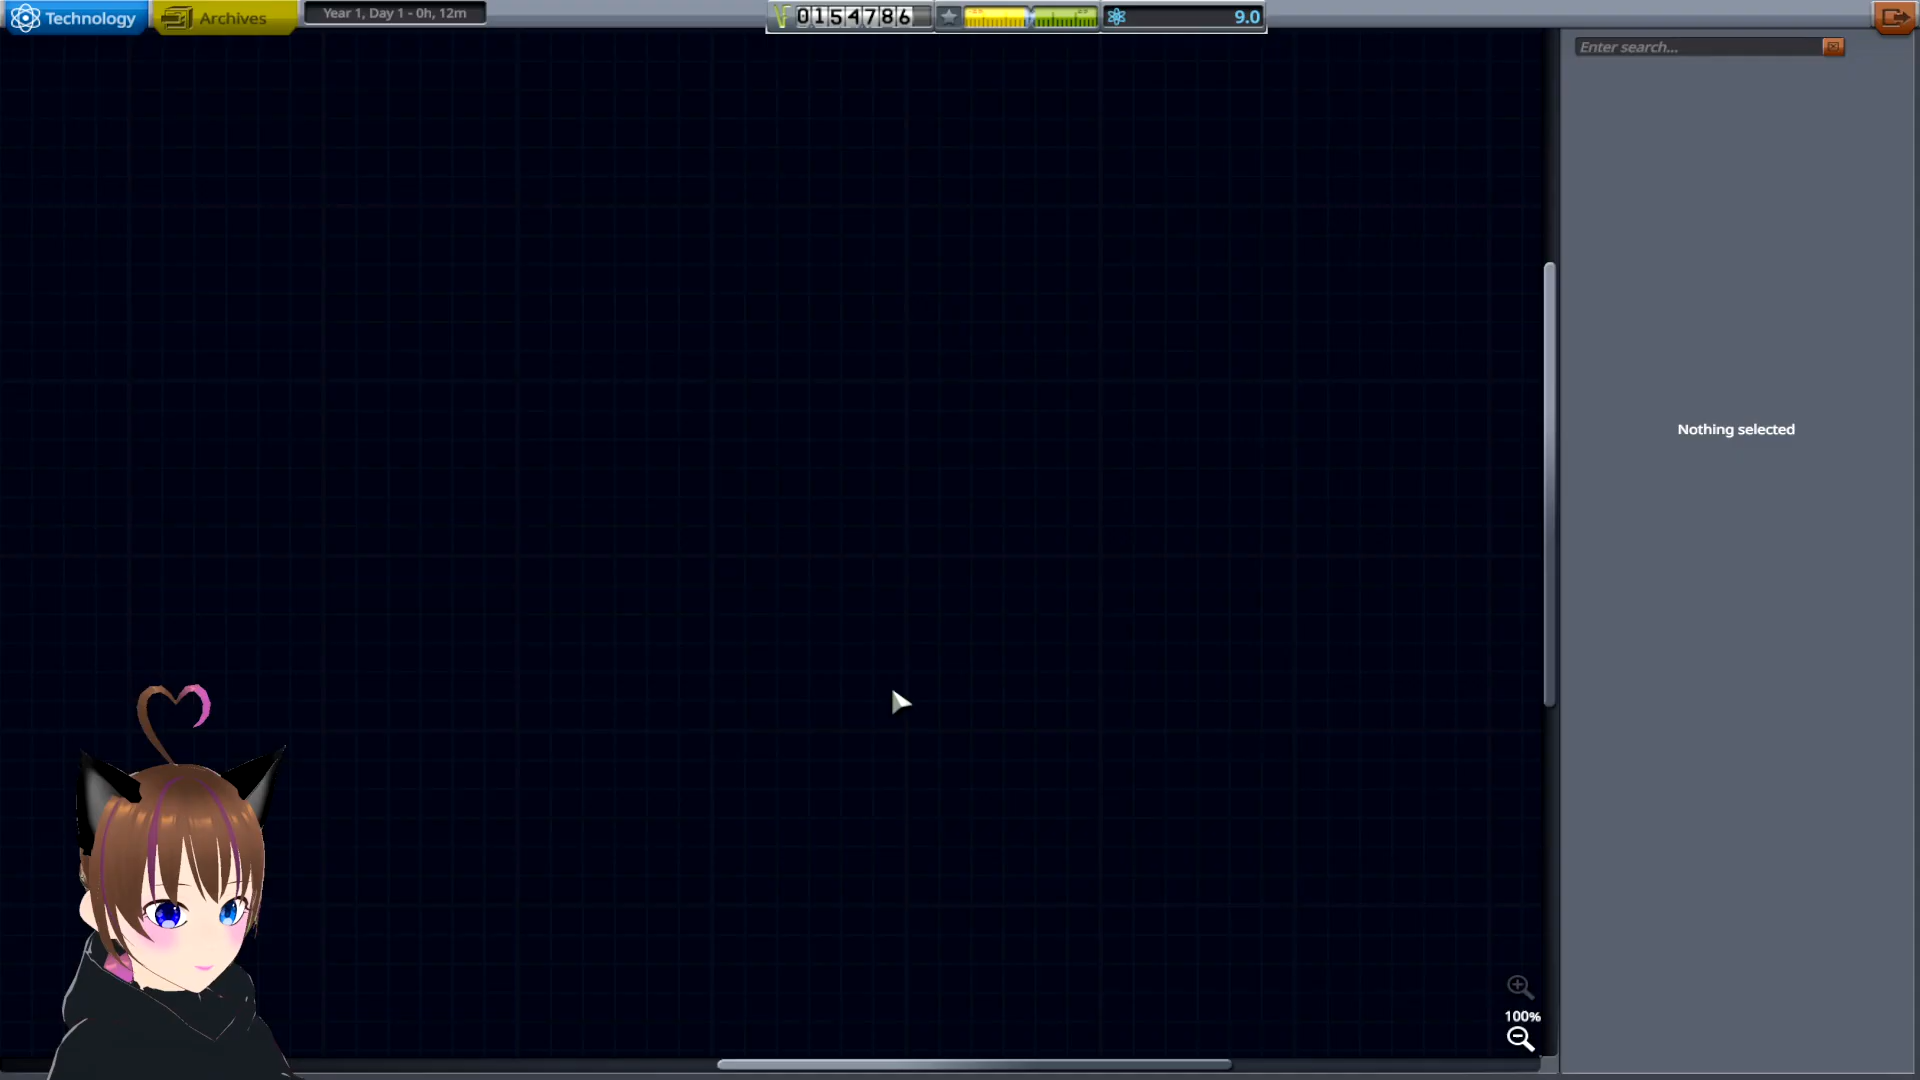 Technology
Archives
Year 1, Day 1 - 0h, 12m
0154786
9.0
Enter search...
Nothing selected
100%